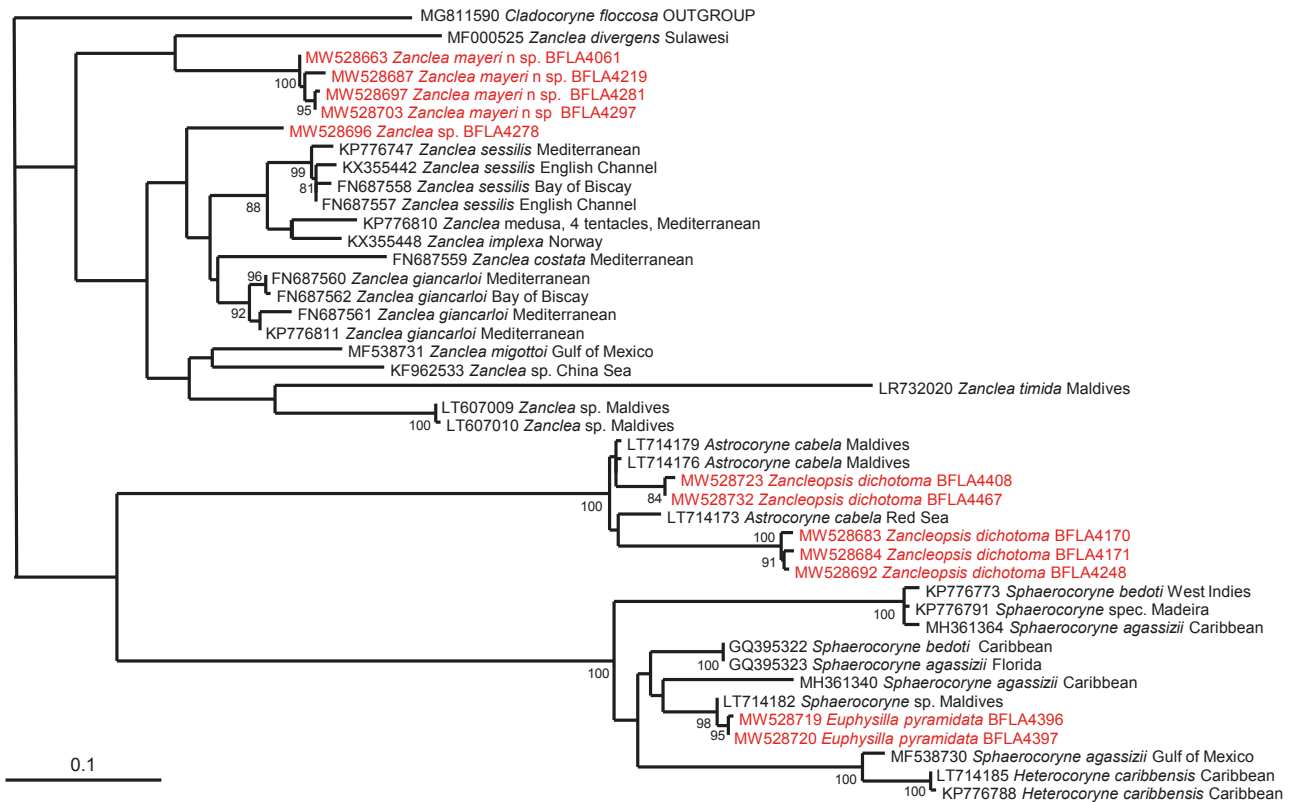 MG811590 Cladocoryne floccosa OUTGROUP
MF000525 Zanclea divergens Sulawesi
MW528663 Zanclea mayeri n sp. BFLA4061
MW528687 Zanclea mayeri n sp. BFLA4219
100
MW528697 Zanclea mayeri n sp. BFLA4281
95
MW528703 Zanclea mayeri n sp BFLA4297
MW528696 Zanclea sp. BFLA4278
KP776747 Zanclea sessilis Mediterranean
99
KX355442 Zanclea sessilis English Channel
81
FN687558 Zanclea sessilis Bay of Biscay
88
FN687557 Zanclea sessilis English Channel
KP776810 Zanclea medusa, 4 tentacles, Mediterranean
KX355448 Zanclea implexa Norway
FN687559 Zanclea costata Mediterranean
96
FN687560 Zanclea giancarloi Mediterranean
FN687562 Zanclea giancarloi Bay of Biscay
92
FN687561 Zanclea giancarloi Mediterranean
KP776811 Zanclea giancarloi Mediterranean
MF538731 Zanclea migottoi Gulf of Mexico
KF962533 Zanclea sp. China Sea
LR732020 Zanclea timida Maldives
LT607009 Zanclea sp. Maldives
100
LT607010 Zanclea sp. Maldives
LT714179 Astrocoryne cabela Maldives
LT714176 Astrocoryne cabela Maldives
MW528723 Zancleopsis dichotoma BFLA4408
84
MW528732 Zancleopsis dichotoma BFLA4467
100
LT714173 Astrocoryne cabela Red Sea
100
MW528683 Zancleopsis dichotoma BFLA4170
91
MW528684 Zancleopsis dichotoma BFLA4171
MW528692 Zancleopsis dichotoma BFLA4248
KP776773 Sphaerocoryne bedoti West Indies
100
KP776791 Sphaerocoryne spec. Madeira
MH361364 Sphaerocoryne agassizii Caribbean
GQ395322 Sphaerocoryne bedoti Caribbean
100
GQ395323 Sphaerocoryne agassizii Florida
100
MH361340 Sphaerocoryne agassizii Caribbean
LT714182 Sphaerocoryne sp. Maldives
98
MW528719 Euphysilla pyramidata BFLA4396
95
MW528720 Euphysilla pyramidata BFLA4397
MF538730 Sphaerocoryne agassizii Gulf of Mexico
100
LT714185 Heterocoryne caribbensis Caribbean
100
KP776788 Heterocoryne caribbensis Caribbean
0.1